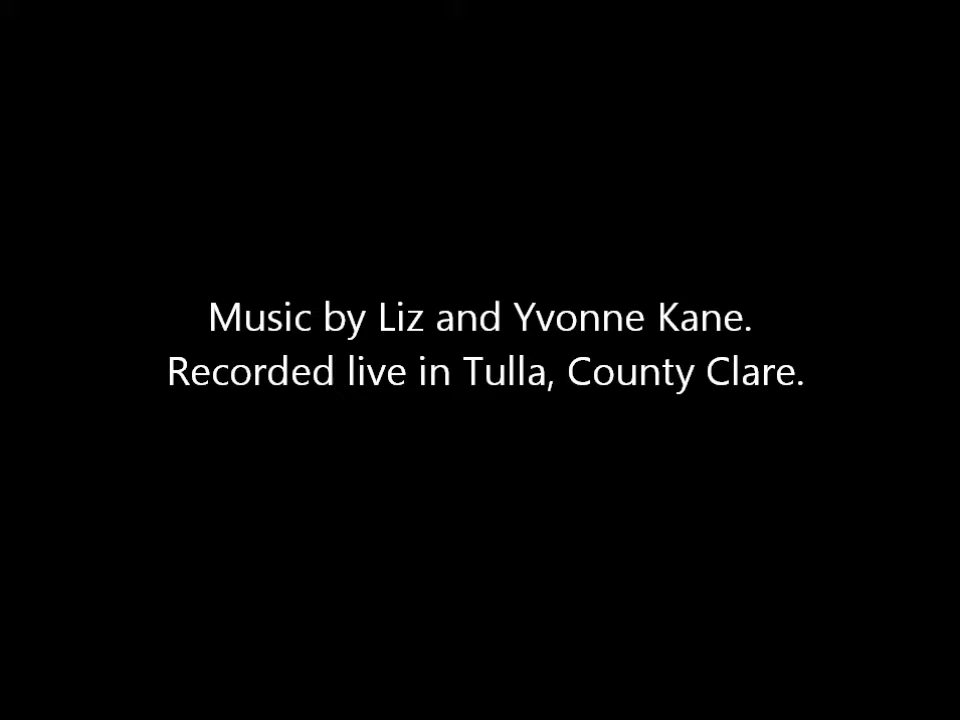 Music by Liz and Yvonne Kane.
Recorded live in Tulla, County Clare.